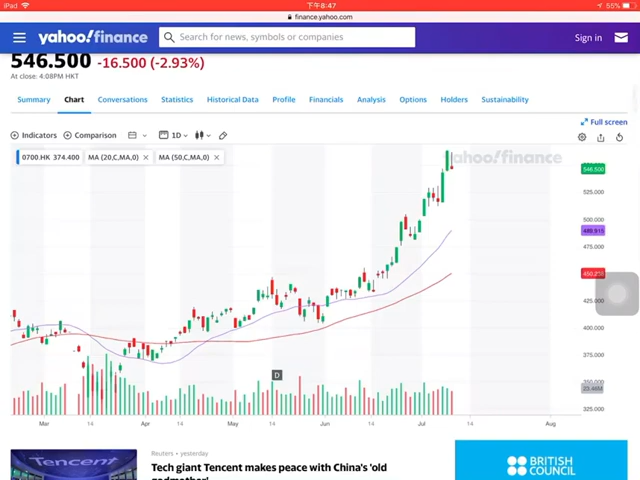 iPad
下午8:47
55%
finance.yahoo.com
yahoo!finance
Search for news, symbols or companies
Sign in
546.500 -16.500 (-2.93%)
At close: 4:08PM HKT
Summary Chart Conversations Statistics Historical Data Profile Financials Analysis Options Holders Sustainability
Full screen
Indicators Comparison 1D
0700.HK 374.400 MA (20,C,MA,0) MA (50,C,MA,0)
yahoo!finance
546.500
525.000
500.000
489.915
475.000
425.000
400.000
375.000
D
350.000
23.46M
325.000
Mar 14 Apr 14 May 14 Jun 14 Jul 14 Aug
Tencent
Reuters • yesterday
Tech giant Tencent makes peace with China's 'old
godmother'
BRITISH
COUNCIL